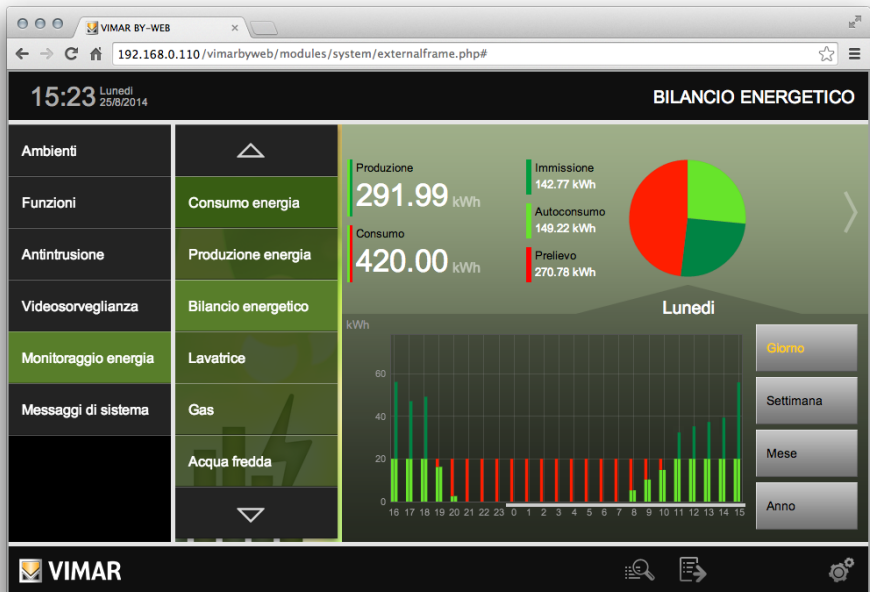 VIMAR BY-WEB
192.168.0.110/vimarbyweb/modules/system/externalframe.php#
15:23 Lunedi
25/8/2014
BILANCIO ENERGETICO
Ambienti
Funzioni
Antintrusione
Videosorveglianza
Monitoraggio energia
Messaggi di sistema
Consumo energia
Produzione energia
Bilancio energetico
Lavatrice
Gas
Acqua fredda
Produzione
291.99 kWh
Consumo
420.00 kWh
Immissione
142.77 kWh
Autoconsumo
149.22 kWh
Prelievo
270.78 kWh
Lunedi
kWh
60
40
20
0
16 17 18 19 20 21 22 23 0 1 2 3 4 5 6 7 8 9 10 11 12 13 14 15
Giorno
Settimana
Mese
Anno
VIMAR